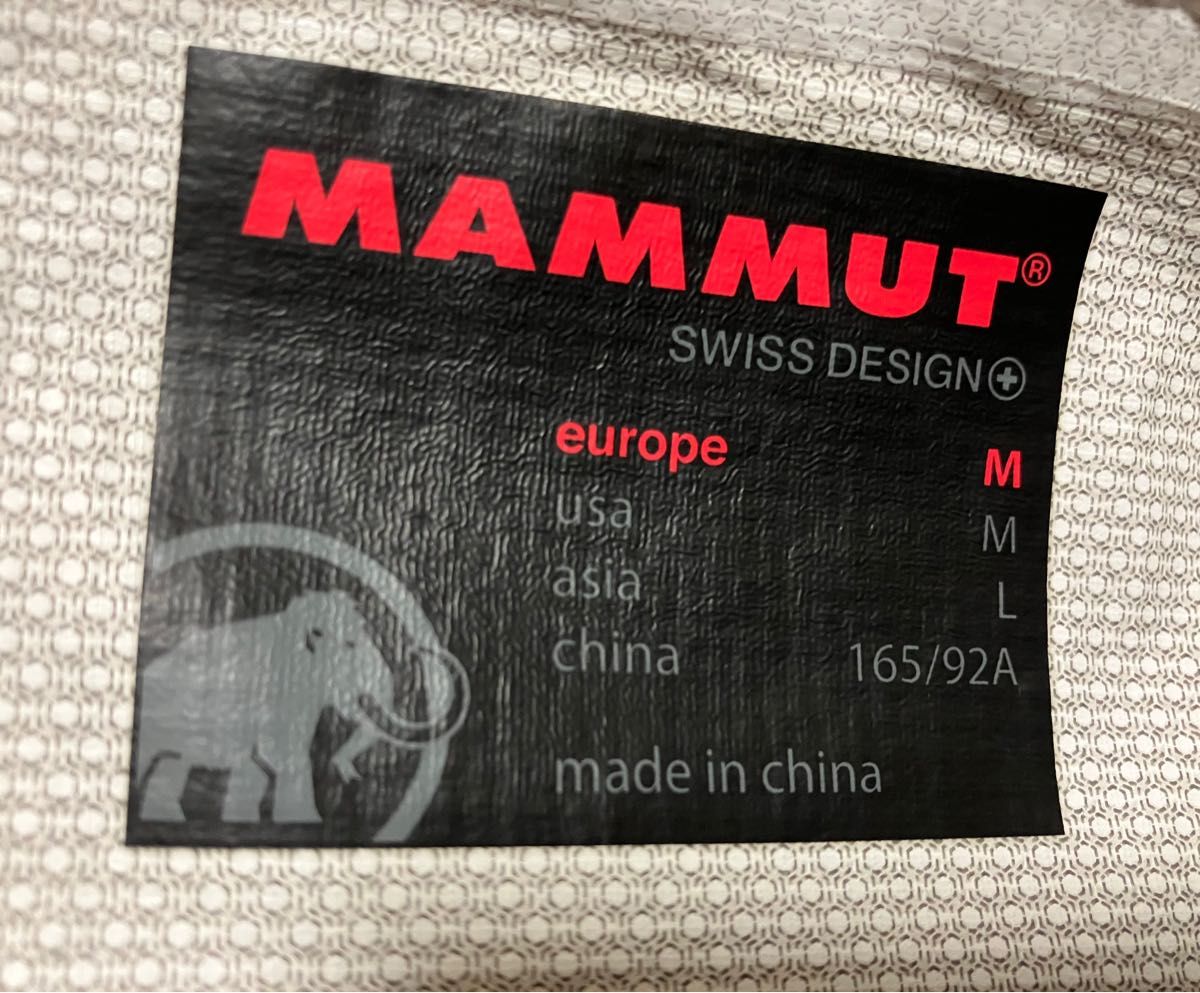 MAMMUT®
SWISS DESIGN
europe M
usa M
asia L
china 165/92A
made in china